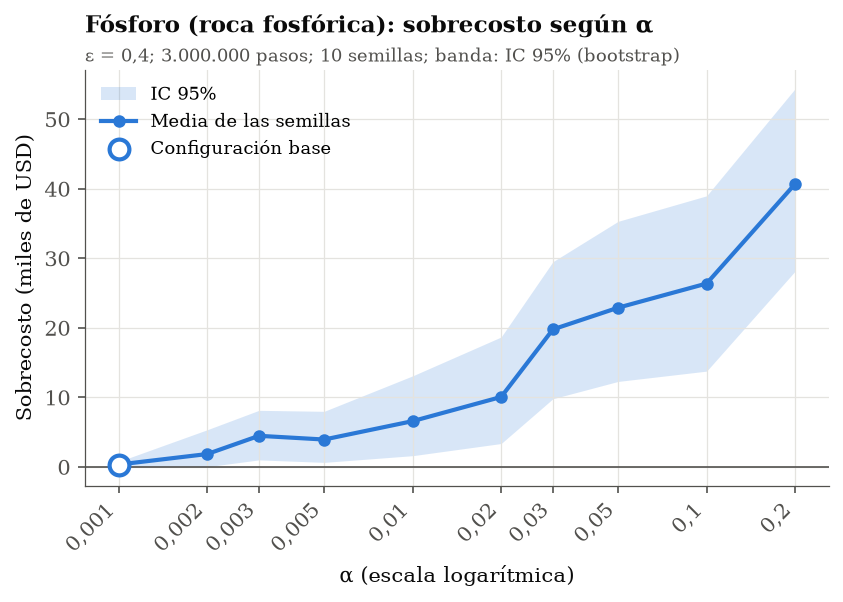 Fósforo (roca fosfórica): sobrecosto según α
ε = 0,4; 3.000.000 pasos; 10 semillas; banda: IC 95% (bootstrap)
IC 95%
Media de las semillas
Configuración base
Sobrecosto (miles de USD)
50
40
30
20
10
0
0,001
0,002
0,003
0,005
0,01
0,02
0,03
0,05
0,1
0,2
α (escala logarítmica)